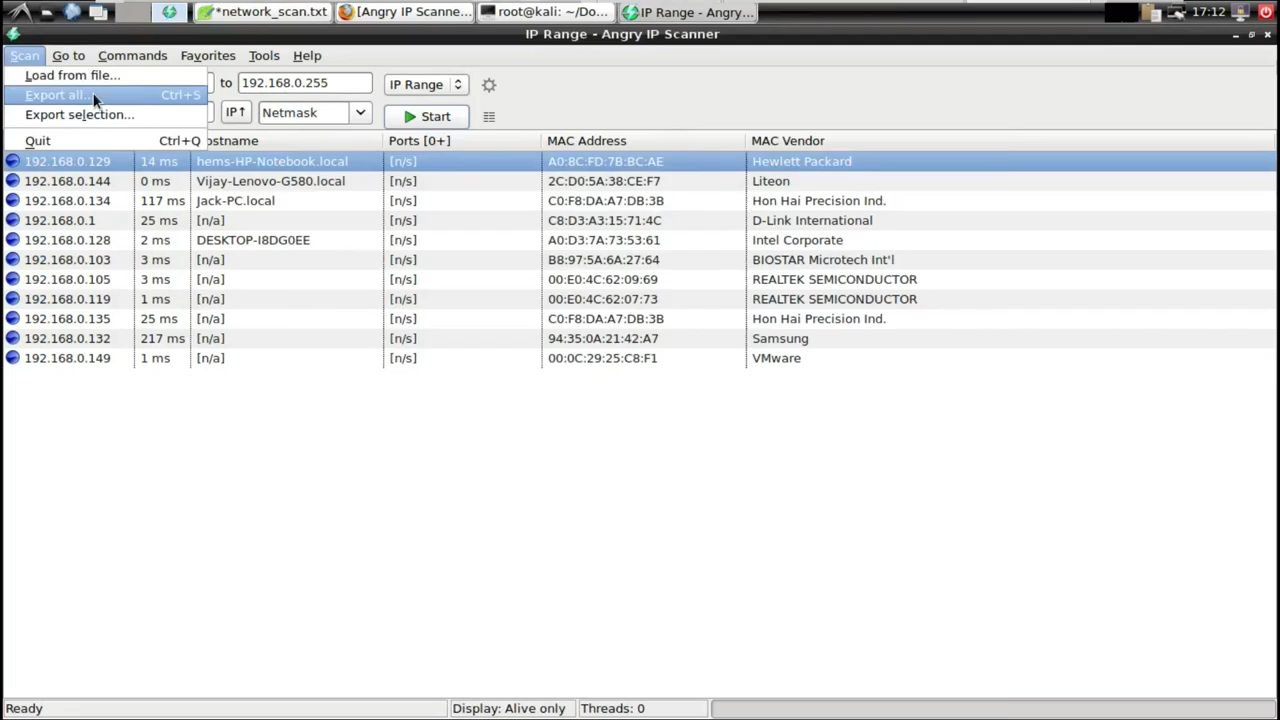 *network_scan.txt [Angry IP Scanne... root@kali: ~/Do... IP Range - Angry... 17:12
IP Range - Angry IP Scanner
Scan Go to Commands Favorites Tools Help
Load from file...
to 192.168.0.255 IP Range
Export all... Ctrl+S
Export selection...
IP↑ Netmask Start
Quit Ctrl+Q
ostname Ports [0+] MAC Address MAC Vendor
192.168.0.129 14 ms hems-HP-Notebook.local [n/s] A0:8C:FD:7B:BC:AE Hewlett Packard
192.168.0.144 0 ms Vijay-Lenovo-G580.local [n/s] 2C:D0:5A:38:CE:F7 Liteon
192.168.0.134 117 ms Jack-PC.local [n/s] C0:F8:DA:A7:DB:3B Hon Hai Precision Ind.
192.168.0.1 25 ms [n/a] [n/s] C8:D3:A3:15:71:4C D-Link International
192.168.0.128 2 ms DESKTOP-I8DG0EE [n/s] A0:D3:7A:73:53:61 Intel Corporate
192.168.0.103 3 ms [n/a] [n/s] B8:97:5A:6A:27:64 BIOSTAR Microtech Int'l
192.168.0.105 3 ms [n/a] [n/s] 00:E0:4C:62:09:69 REALTEK SEMICONDUCTOR
192.168.0.119 1 ms [n/a] [n/s] 00:E0:4C:62:07:73 REALTEK SEMICONDUCTOR
192.168.0.135 25 ms [n/a] [n/s] C0:F8:DA:A7:DB:3B Hon Hai Precision Ind.
192.168.0.132 217 ms [n/a] [n/s] 94:35:0A:21:42:A7 Samsung
192.168.0.149 1 ms [n/a] [n/s] 00:0C:29:25:C8:F1 VMware
Ready Display: Alive only Threads: 0